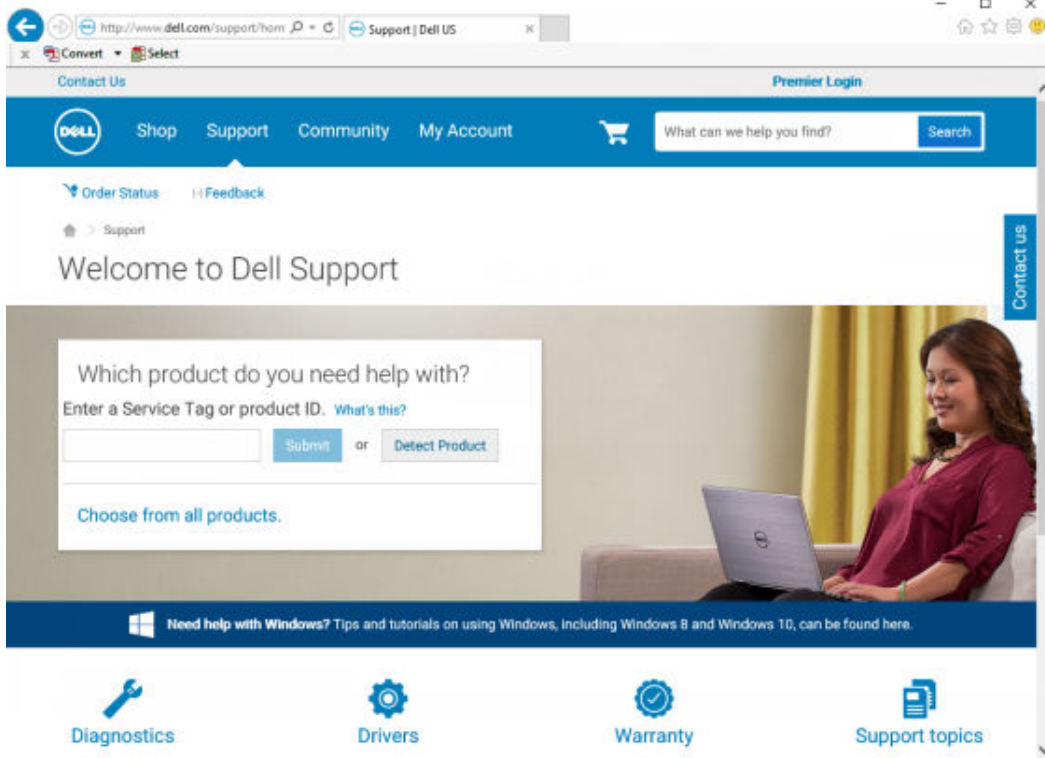 http://www.dell.com/support/hom
Support | Dell US
Convert
Select
Contact Us
Premier Login
DELL
Shop
Support
Community
My Account
What can we help you find?
Search
Order Status
Feedback
Support
Contact us
Welcome to Dell Support
Which product do you need help with?
Enter a Service Tag or product ID. What's this?
Submit or Detect Product
Choose from all products.
Need help with Windows? Tips and tutorials on using Windows, including Windows 8 and Windows 10, can be found here.
Diagnostics
Drivers
Warranty
Support topics